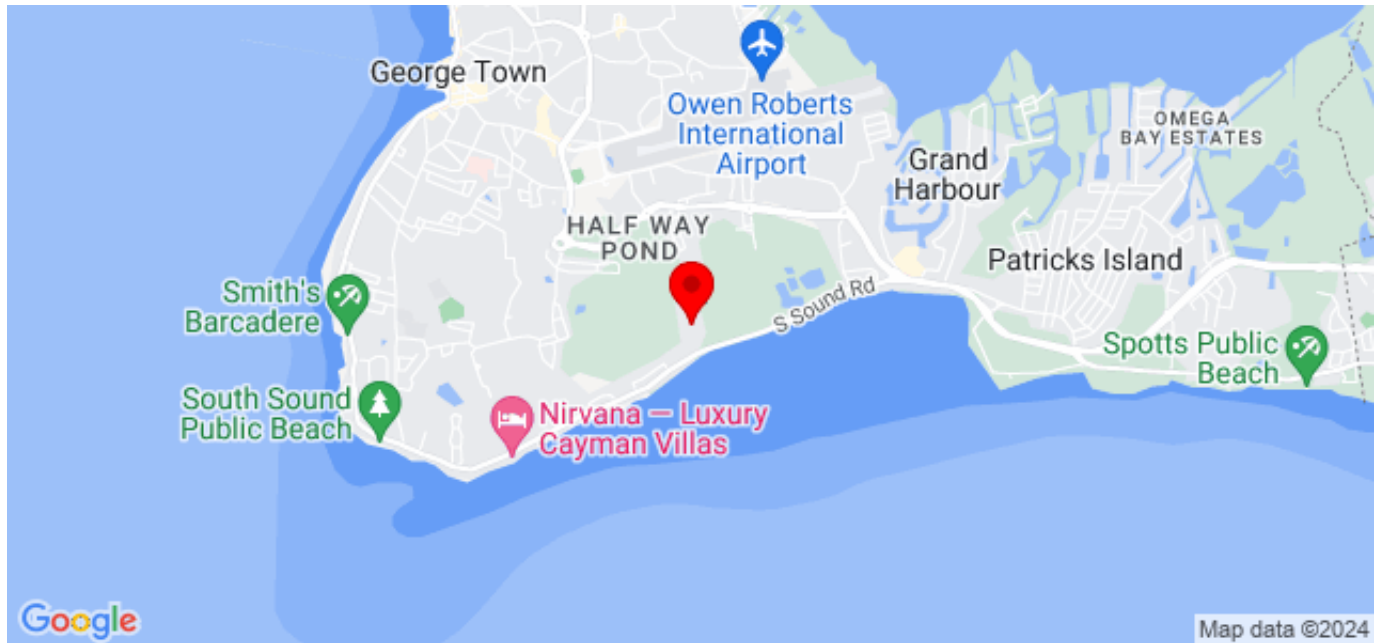 George Town
Owen Roberts
International
Airport
OMEGA
BAY ESTATES
Grand
Harbour
HALF WAY
POND
Patricks Island
Smith's
Barcadere
S Sound Rd
Spotts Public
Beach
South Sound
Public Beach
Nirvana — Luxury
Cayman Villas
Google
Map data ©2024